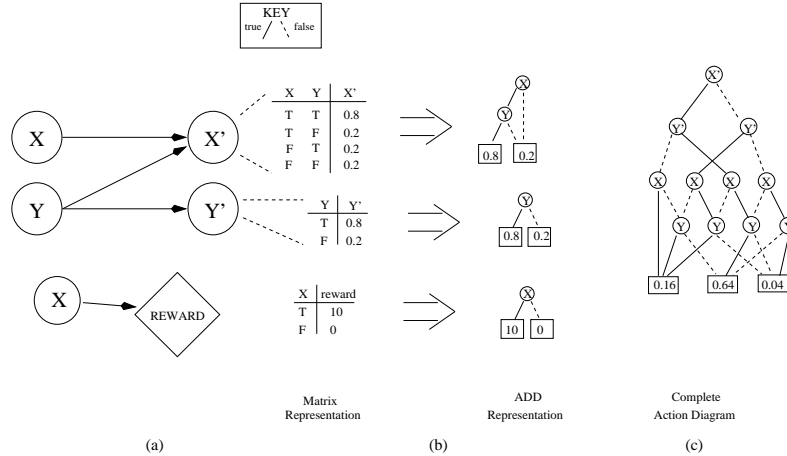 KEY
true false
X Y X'
T T 0.8
T F 0.2
F T 0.2
F F 0.2
X
X'
Y
Y'
Y Y'
T 0.8
F 0.2
X
REWARD
X reward
T 10
F 0
X
Y
0.8 0.2
Y
0.8 0.2
X
10 0
X'
Y' Y'
X X X X
Y Y Y Y
0.16 0.64 0.04
Matrix
Representation
ADD
Representation
Complete
Action Diagram
(a) (b) (c)